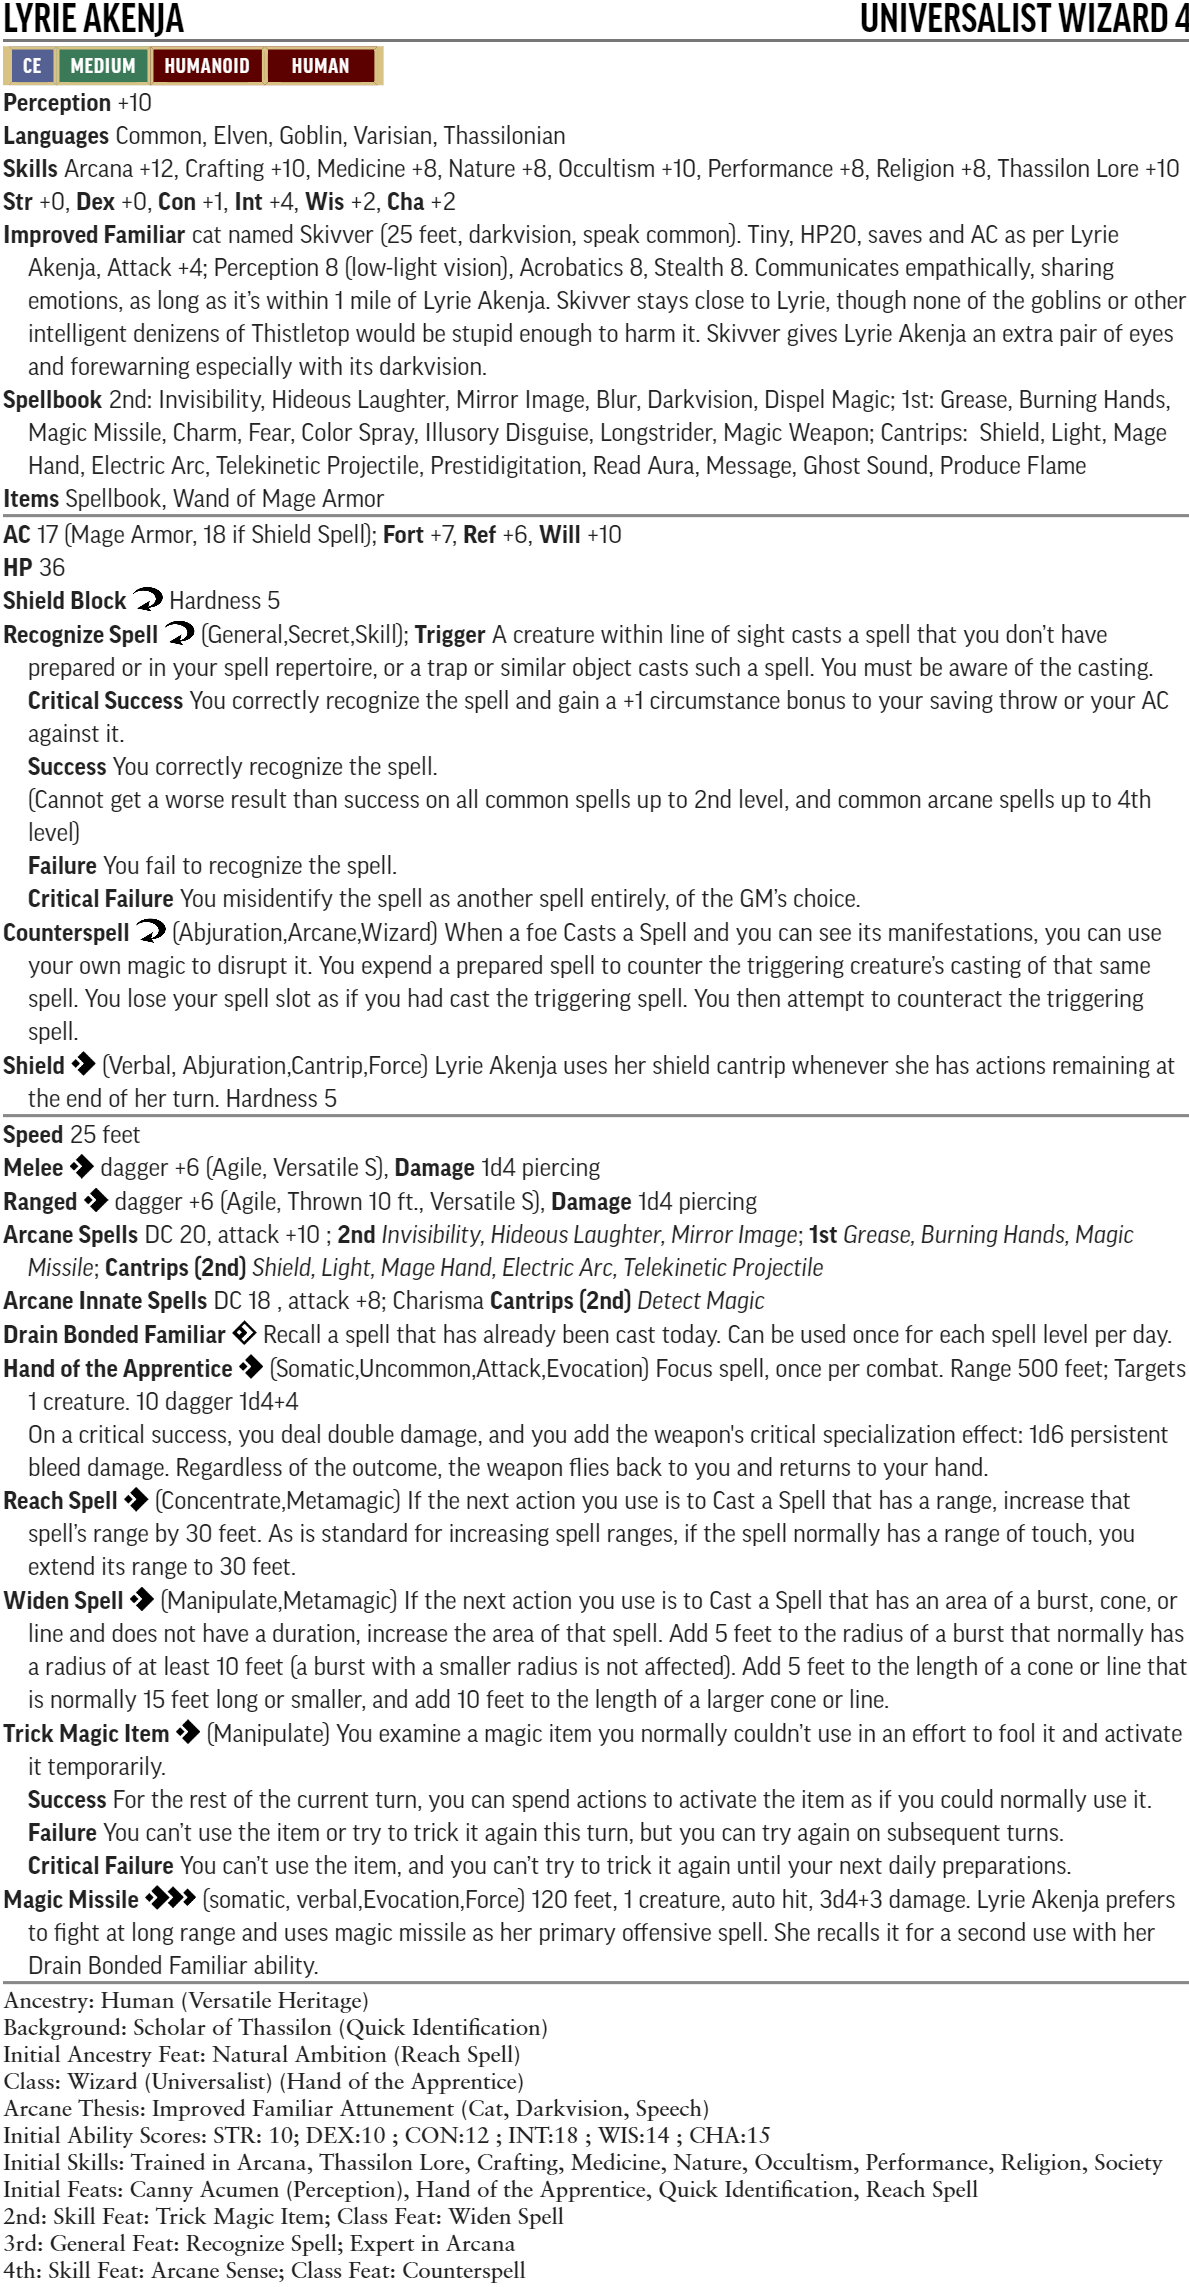 LYRIE AKENJA UNIVERSALIST WIZARD 4
CE MEDIUM HUMANOID HUMAN
Perception +10
Languages Common, Elven, Goblin, Varisian, Thassilonian
Skills Arcana +12, Crafting +10, Medicine +8, Nature +8, Occultism +10, Performance +8, Religion +8, Thassilon Lore +10
Str +0, Dex +0, Con +1, Int +4, Wis +2, Cha +2
Improved Familiar cat named Skivver (25 feet, darkvision, speak common). Tiny, HP20, saves and AC as per Lyrie
Akenja, Attack +4; Perception 8 (low-light vision), Acrobatics 8, Stealth 8. Communicates empathically, sharing
emotions, as long as it's within 1 mile of Lyrie Akenja. Skivver stays close to Lyrie, though none of the goblins or other
intelligent denizens of Thistletop would be stupid enough to harm it. Skivver gives Lyrie Akenja an extra pair of eyes
and forewarning especially with its darkvision.
Spellbook 2nd: Invisibility, Hideous Laughter, Mirror Image, Blur, Darkvision, Dispel Magic; 1st: Grease, Burning Hands,
Magic Missile, Charm, Fear, Color Spray, Illusory Disguise, Longstrider, Magic Weapon; Cantrips: Shield, Light, Mage
Hand, Electric Arc, Telekinetic Projectile, Prestidigitation, Read Aura, Message, Ghost Sound, Produce Flame
Items Spellbook, Wand of Mage Armor
AC 17 (Mage Armor, 18 if Shield Spell); Fort +7, Ref +6, Will +10
HP 36
Shield Block Hardness 5
Recognize Spell (General,Secret,Skill); Trigger A creature within line of sight casts a spell that you don't have
prepared or in your spell repertoire, or a trap or similar object casts such a spell. You must be aware of the casting.
Critical Success You correctly recognize the spell and gain a +1 circumstance bonus to your saving throw or your AC
against it.
Success You correctly recognize the spell.
(Cannot get a worse result than success on all common spells up to 2nd level, and common arcane spells up to 4th
level)
Failure You fail to recognize the spell.
Critical Failure You misidentify the spell as another spell entirely, of the GM's choice.
Counterspell (Abjuration,Arcane,Wizard) When a foe Casts a Spell and you can see its manifestations, you can use
your own magic to disrupt it. You expend a prepared spell to counter the triggering creature's casting of that same
spell. You lose your spell slot as if you had cast the triggering spell. You then attempt to counteract the triggering
spell.
Shield (Verbal, Abjuration,Cantrip,Force) Lyrie Akenja uses her shield cantrip whenever she has actions remaining at
the end of her turn. Hardness 5
Speed 25 feet
Melee dagger +6 (Agile, Versatile S), Damage 1d4 piercing
Ranged dagger +6 (Agile, Thrown 10 ft., Versatile S), Damage 1d4 piercing
Arcane Spells DC 20, attack +10 ; 2nd Invisibility, Hideous Laughter, Mirror Image; 1st Grease, Burning Hands, Magic
Missile; Cantrips (2nd) Shield, Light, Mage Hand, Electric Arc, Telekinetic Projectile
Arcane Innate Spells DC 18 , attack +8; Charisma Cantrips (2nd) Detect Magic
Drain Bonded Familiar Recall a spell that has already been cast today. Can be used once for each spell level per day.
Hand of the Apprentice (Somatic,Uncommon,Attack,Evocation) Focus spell, once per combat. Range 500 feet; Targets
1 creature. 10 dagger 1d4+4
On a critical success, you deal double damage, and you add the weapon's critical specialization effect: 1d6 persistent
bleed damage. Regardless of the outcome, the weapon flies back to you and returns to your hand.
Reach Spell (Concentrate,Metamagic) If the next action you use is to Cast a Spell that has a range, increase that
spell's range by 30 feet. As is standard for increasing spell ranges, if the spell normally has a range of touch, you
extend its range to 30 feet.
Widen Spell (Manipulate,Metamagic) If the next action you use is to Cast a Spell that has an area of a burst, cone, or
line and does not have a duration, increase the area of that spell. Add 5 feet to the radius of a burst that normally has
a radius of at least 10 feet (a burst with a smaller radius is not affected). Add 5 feet to the length of a cone or line that
is normally 15 feet long or smaller, and add 10 feet to the length of a larger cone or line.
Trick Magic Item (Manipulate) You examine a magic item you normally couldn't use in an effort to fool it and activate
it temporarily.
Success For the rest of the current turn, you can spend actions to activate the item as if you could normally use it.
Failure You can't use the item or try to trick it again this turn, but you can try again on subsequent turns.
Critical Failure You can't use the item, and you can't try to trick it again until your next daily preparations.
Magic Missile (somatic, verbal,Evocation,Force) 120 feet, 1 creature, auto hit, 3d4+3 damage. Lyrie Akenja prefers
to fight at long range and uses magic missile as her primary offensive spell. She recalls it for a second use with her
Drain Bonded Familiar ability.
Ancestry: Human (Versatile Heritage)
Background: Scholar of Thassilon (Quick Identification)
Initial Ancestry Feat: Natural Ambition (Reach Spell)
Class: Wizard (Universalist) (Hand of the Apprentice)
Arcane Thesis: Improved Familiar Attunement (Cat, Darkvision, Speech)
Initial Ability Scores: STR: 10; DEX:10 ; CON:12 ; INT:18 ; WIS:14 ; CHA:15
Initial Skills: Trained in Arcana, Thassilon Lore, Crafting, Medicine, Nature, Occultism, Performance, Religion, Society
Initial Feats: Canny Acumen (Perception), Hand of the Apprentice, Quick Identification, Reach Spell
2nd: Skill Feat: Trick Magic Item; Class Feat: Widen Spell
3rd: General Feat: Recognize Spell; Expert in Arcana
4th: Skill Feat: Arcane Sense; Class Feat: Counterspell